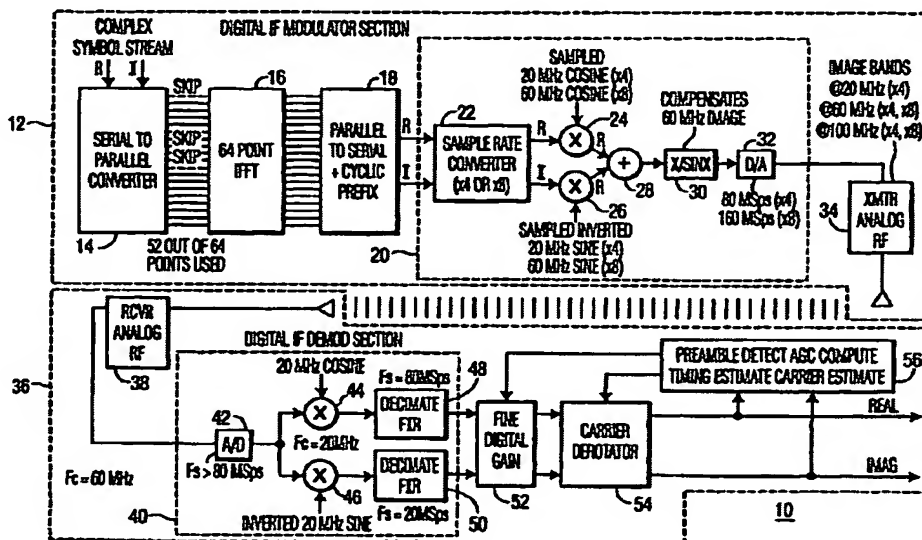 COMPLEX
SYMBOL STREAM
R
I
DIGITAL IF MODULATOR SECTION
12
SERIAL TO
PARALLEL
CONVERTER
14
SKIP
SKIP
SKIP
52 OUT OF 64
POINTS USED
16
64 POINT
IFFT
18
PARALLEL
TO SERIAL
+ CYCLIC
PREFIX
R
I
20
22
SAMPLE RATE
CONVERTER
(x4 OR x8)
R
I
SAMPLED
20 MHz COSINE (x4)
60 MHz COSINE (x8)
X
24
R
X
26
R
SAMPLED INVERTED
20 MHz SINE (x4)
60 MHz SINE (x8)
+
28
COMPENSATES
60 MHz IMAGE
X/SINX
30
32
D/A
80 MSps (x4)
160 MSps (x8)
IMAGE BANDS
@20 MHz (x4)
@60 MHz (x4, x8)
@100 MHz (x4, x8)
34
XMTR
ANALOG
RF
36
RCVR
ANALOG
RF
38
Fc = 60 MHz
DIGITAL IF DEMOD SECTION
40
42
A/D
Fs > 80 MSps
20 MHz COSINE
X
44
Fc = 20MHz
X
46
INVERTED 20 MHz SINE
Fs = 80MSps
48
DECIMATE
FIR
DECIMATE
FIR
50
Fs = 20MSps
FINE
DIGITAL
GAIN
52
CARRIER
DEROTATOR
54
PREAMBLE DETECT AGC COMPUTE
TIMING ESTIMATE CARRIER ESTIMATE
56
REAL
IMAG
10